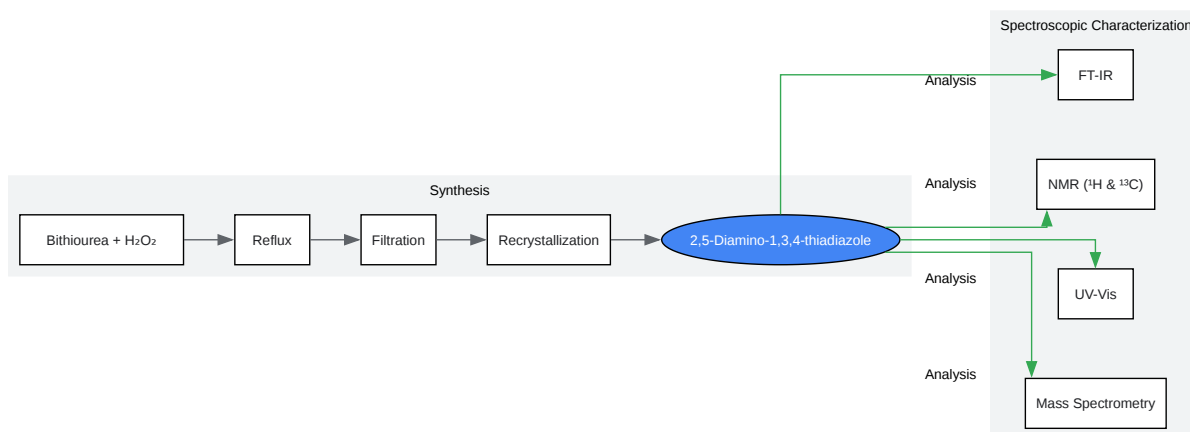 Spectroscopic Characterization
FT-IR
Analysis
NMR (¹H & ¹³C)
Analysis
Synthesis
Bithiourea + H₂O₂
Reflux
Filtration
Recrystallization
2,5-Diamino-1,3,4-thiadiazole
Analysis
UV-Vis
Analysis
Mass Spectrometry